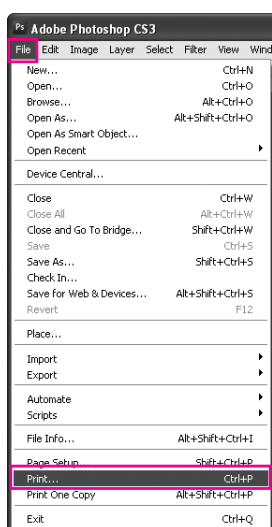 Ps Adobe Photoshop CS3
File Edit Image Layer Select Filter View Wind
New... Ctrl+N
Open... Ctrl+O
Browse... Alt+Ctrl+O
Open As... Alt+Shift+Ctrl+O
Open As Smart Object...
Open Recent
Device Central...
Close Ctrl+W
Close All Alt+Ctrl+W
Close and Go To Bridge... Shift+Ctrl+W
Save Ctrl+S
Save As... Shift+Ctrl+S
Check In...
Save for Web & Devices... Alt+Shift+Ctrl+S
Revert F12
Place...
Import
Export
Automate
Scripts
File Info... Alt+Shift+Ctrl+I
Page Setup... Shift+Ctrl+P
Print... Ctrl+P
Print One Copy Alt+Shift+Ctrl+P
Exit Ctrl+Q